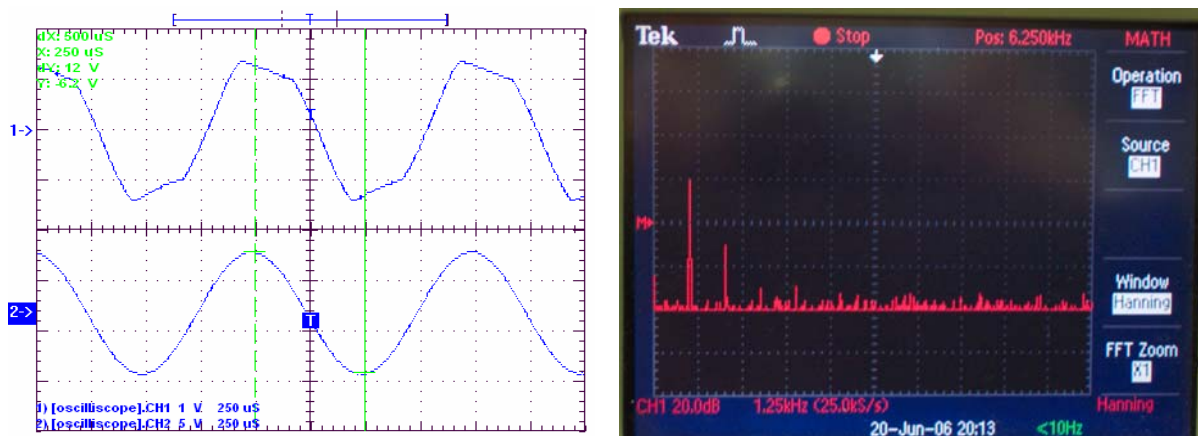 dX: 500 uS
X: 250 uS
dY: 12 V
Y: -6.2 V
T
1->
T
2->
T
1) [oscilliscope].CH1 1 V 250 uS
2) [oscilliscope].CH2 5 V 250 uS
Tek Stop Pos: 6.250kHz MATH
Operation
FFT
Source
CH1
M
Window
Hanning
FFT Zoom
X1
CH1 20.0dB 1.25kHz (25.0kS/s) Hanning
20-Jun-06 20:13 <10Hz